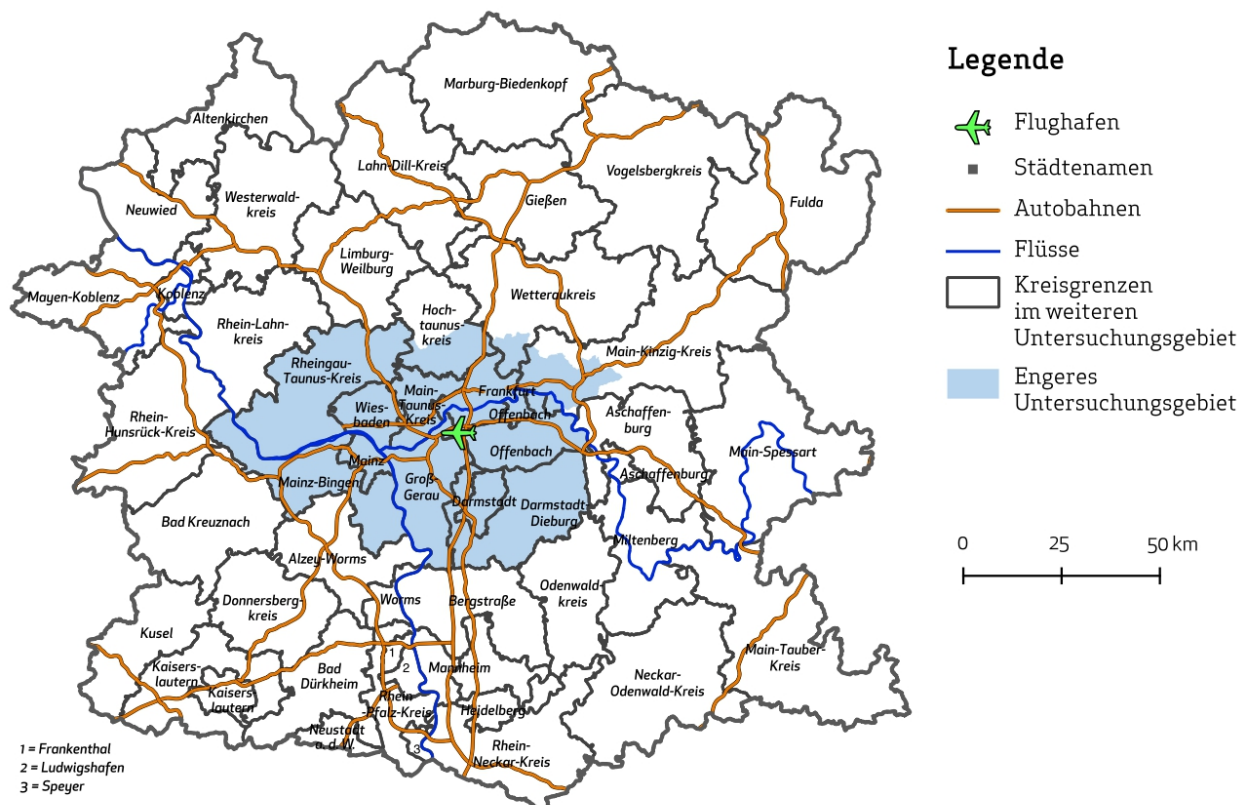 Marburg-Biedenkopf
Altenkirchen
Lahn-Dill-Kreis
Vogelsbergkreis
Gießen
Fulda
Neuwied
Westerwald-
kreis
Limburg-
Weilburg
Mayen-Koblenz
Koblenz
Wetteraukreis
Hoch-
taunus-
kreis
Rhein-Lahn-
kreis
Main-Kinzig-Kreis
Rheingau-
Taunus-Kreis
Main-
Taunus-
Kreis
Frankfurt
Wies-
baden
Offenbach
Aschaffen-
burg
Rhein-
Hunsrück-Kreis
Offenbach
Main-Spessart
Mainz
Aschaffenburg
Mainz-Bingen
Groß-
Gerau
Darmstadt
Darmstadt-
Dieburg
Bad Kreuznach
Miltenberg
Alzey-Worms
Odenwald-
kreis
Donnersberg-
kreis
Worms
Bergstraße
Kusel
Kaisers-
lautern
Kaisers-
lautern
Bad
Dürkheim
1
2
Mannheim
Neckar-
Odenwald-Kreis
Main-Tauber-
Kreis
Rhein
-Pfalz-Kreis
Heidelberg
Neustadt
a. d. W.
3
Rhein-
Neckar-Kreis
1 = Frankenthal
2 = Ludwigshafen
3 = Speyer
Legende
Flughafen
Städtenamen
Autobahnen
Flüsse
Kreisgrenzen
im weiteren
Untersuchungsgebiet
Engeres
Untersuchungsgebiet
0 25 50 km